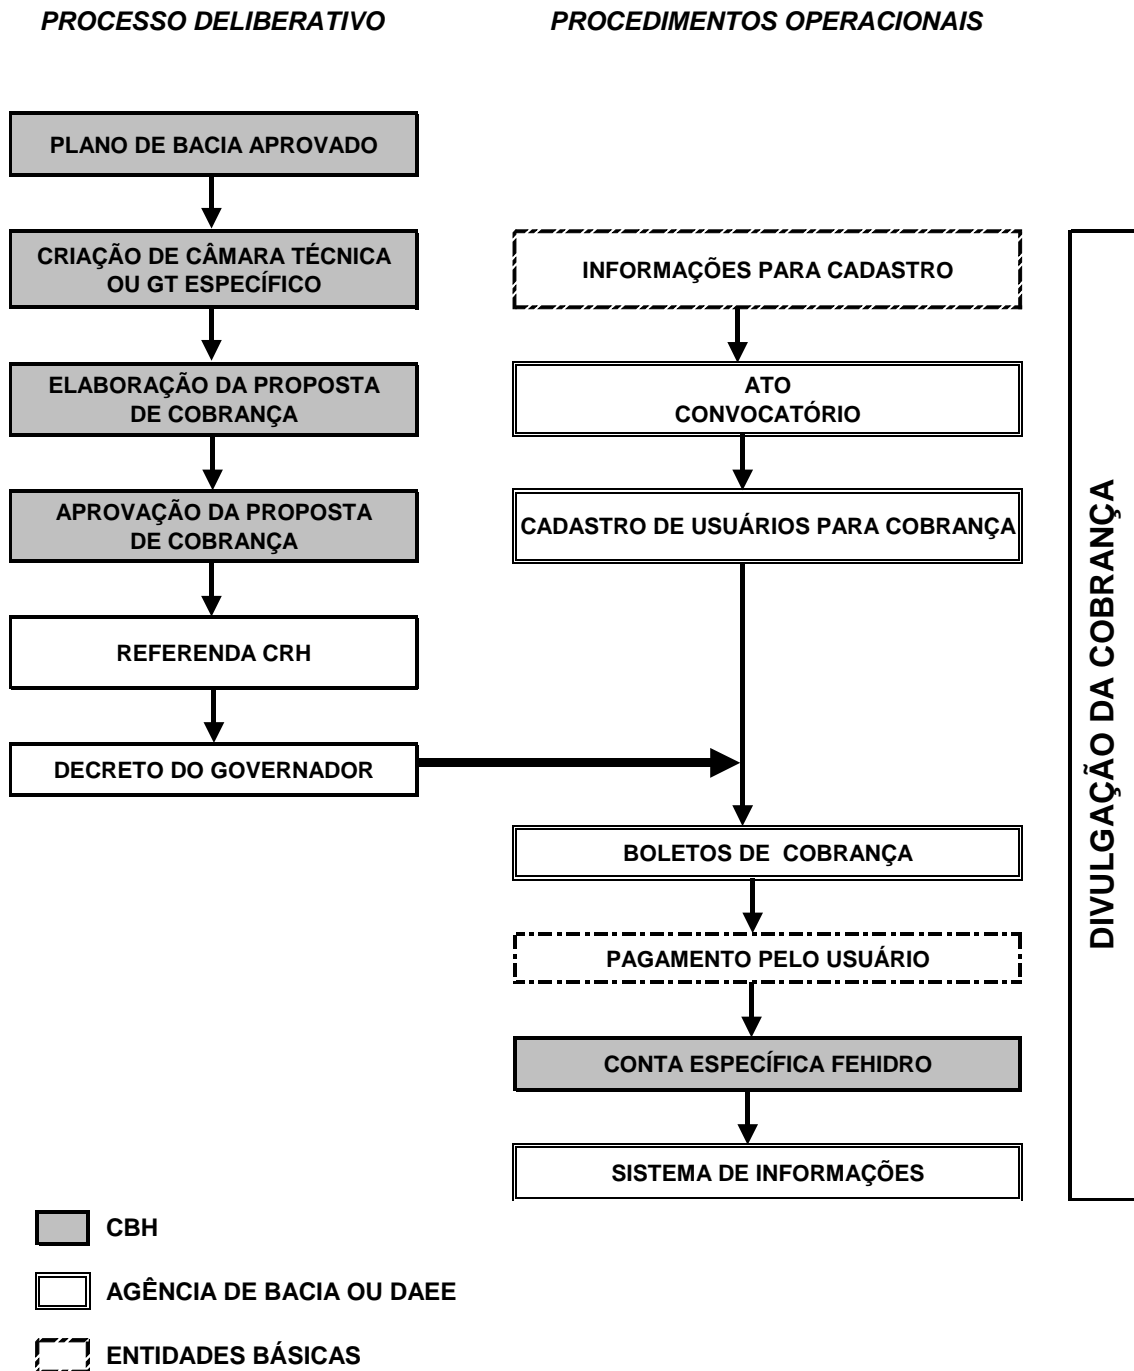 PROCESSO DELIBERATIVO
PROCEDIMENTOS OPERACIONAIS
PLANO DE BACIA APROVADO
CRIAÇÃO DE CÂMARA TÉCNICA
OU GT ESPECÍFICO
ELABORAÇÃO DA PROPOSTA
DE COBRANÇA
APROVAÇÃO DA PROPOSTA
DE COBRANÇA
REFERENDA CRH
DECRETO DO GOVERNADOR
INFORMAÇÕES PARA CADASTRO
ATO
CONVOCATÓRIO
CADASTRO DE USUÁRIOS PARA COBRANÇA
BOLETOS DE COBRANÇA
PAGAMENTO PELO USUÁRIO
CONTA ESPECÍFICA FEHIDRO
SISTEMA DE INFORMAÇÕES
DIVULGAÇÃO DA COBRANÇA
CBH
AGÊNCIA DE BACIA OU DAEE
ENTIDADES BÁSICAS